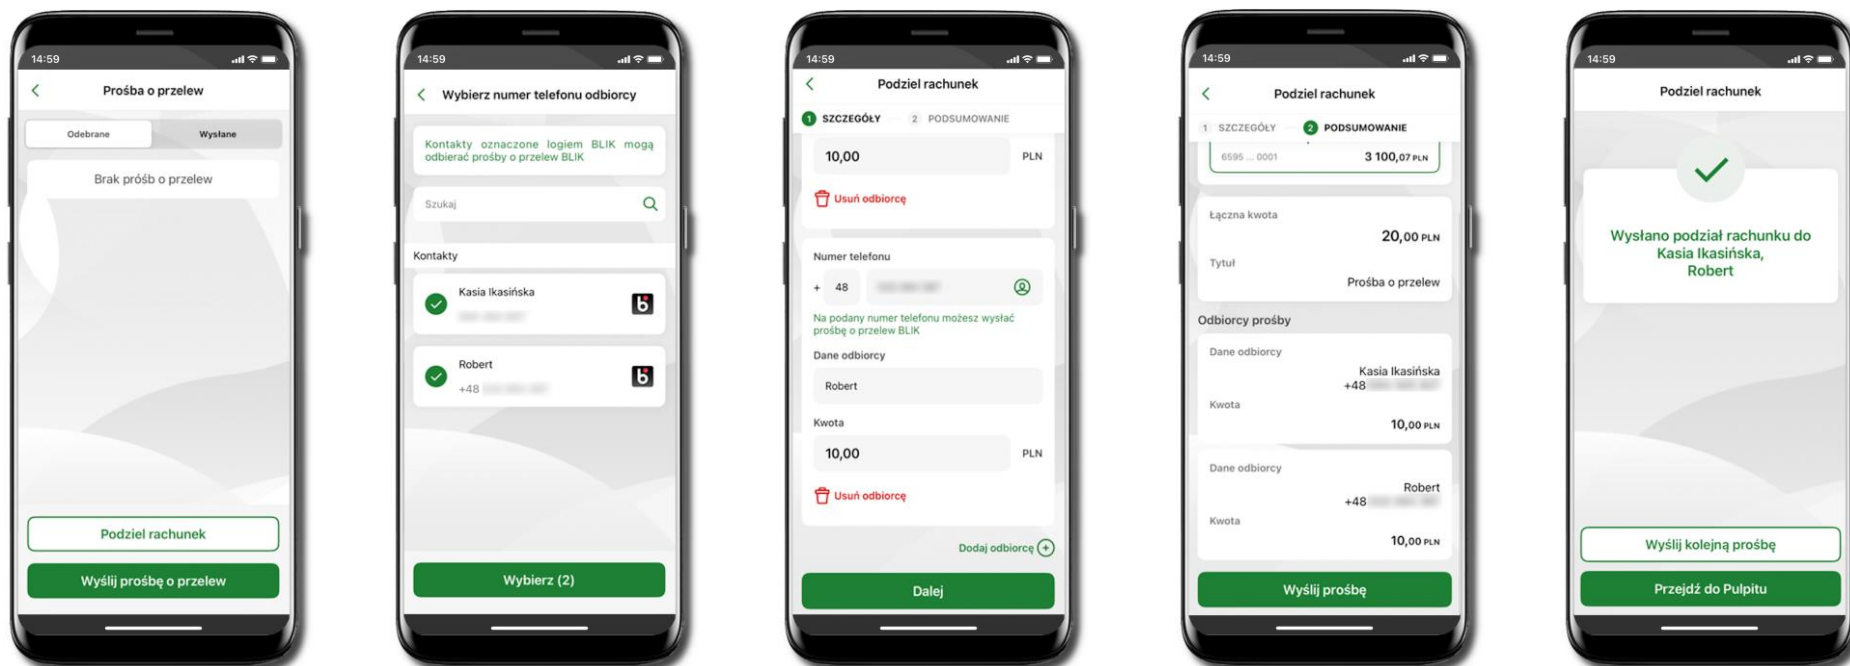 14:59
Prośba o przelew
Odebrane Wysłane
Brak próśb o przelew
Podziel rachunek
Wyślij prośbę o przelew
14:59
Wybierz numer telefonu odbiorcy
Kontakty oznaczone logiem BLIK mogą
odbierać prośby o przelew BLIK
Szukaj
Kontakty
Kasia Ikasińska
Robert
+48
Wybierz (2)
14:59
Podziel rachunek
1 SZCZEGÓŁY 2 PODSUMOWANIE
10,00 PLN
Usuń odbiorcę
Numer telefonu
+ 48
Na podany numer telefonu możesz wysłać
prośbę o przelew BLIK
Dane odbiorcy
Robert
Kwota
10,00 PLN
Usuń odbiorcę
Dodaj odbiorcę
Dalej
14:59
Podziel rachunek
1 SZCZEGÓŁY 2 PODSUMOWANIE
6595 ... 0001 3 100,07 PLN
Łączna kwota
20,00 PLN
Tytuł
Prośba o przelew
Odbiorcy prośby
Dane odbiorcy
Kasia Ikasińska
+48
Kwota
10,00 PLN
Dane odbiorcy
Robert
+48
Kwota
10,00 PLN
Wyślij prośbę
14:59
Podziel rachunek
Wysłano podział rachunku do
Kasia Ikasińska,
Robert
Wyślij kolejną prośbę
Przejdź do Pulpitu